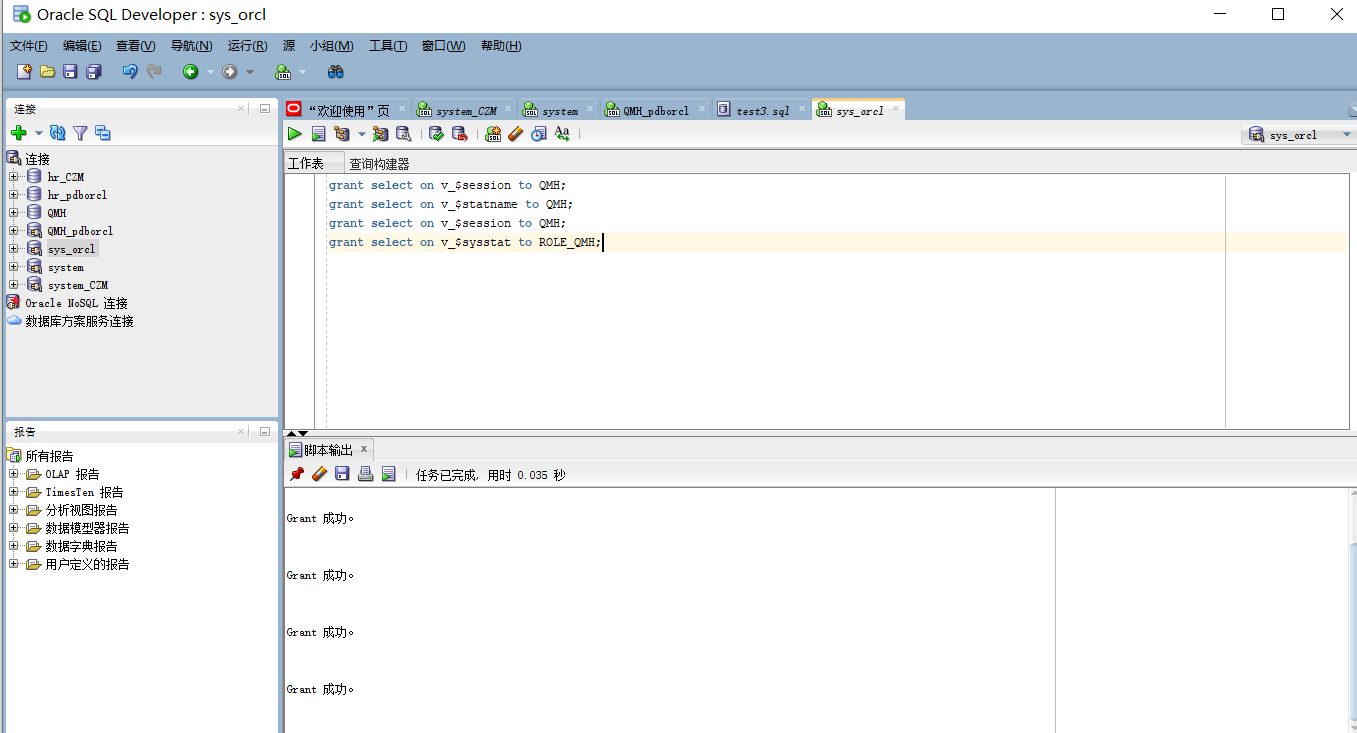 Oracle SQL Developer : sys_orcl
文件(F) 编辑(E) 查看(V) 导航(N) 运行(R) 源 小组(M) 工具(T) 窗口(W) 帮助(H)
连接
“欢迎使用”页 system_CZM system QMH_pdborcl test3.sql sys_orcl
sys_orcl
工作表 查询构建器
连接
hr_CZM
hr_pdborcl
QMH
QMH_pdborcl
sys_orcl
system
system_CZM
Oracle NoSQL 连接
数据库方案服务连接
grant select on v_$session to QMH;
grant select on v_$statname to QMH;
grant select on v_$session to QMH;
grant select on v_$sysstat to ROLE_QMH;
报告
所有报告
OLAP 报告
TimesTen 报告
分析视图报告
数据模型器报告
数据字典报告
用户定义的报告
脚本输出
任务已完成, 用时 0.035 秒
Grant 成功。
Grant 成功。
Grant 成功。
Grant 成功。